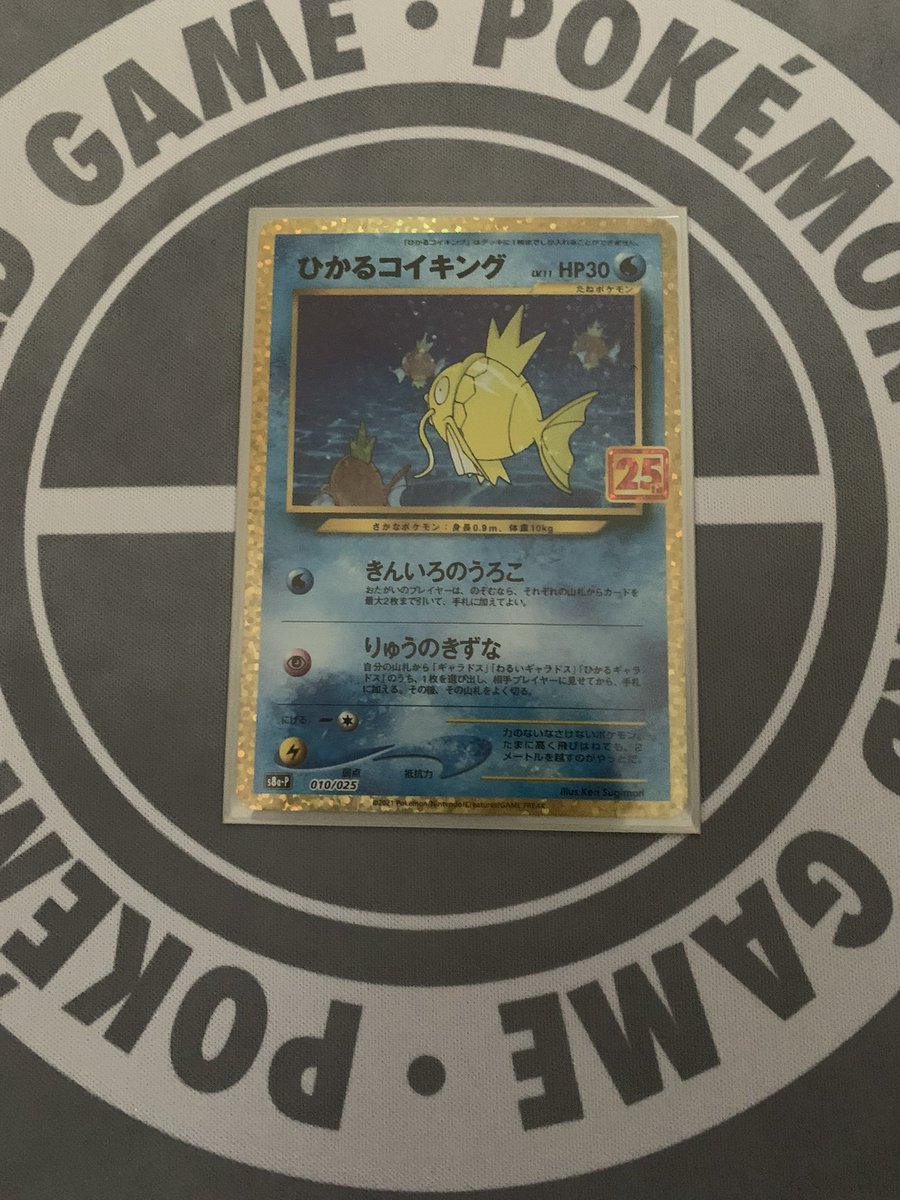 GAME・POKÉMON
「ひかるコイキング」はデッキに1枚までしか入れることができません。
ひかるコイキング LV.11 HP30
たねポケモン
25th
さかなポケモン：身長0.9m、体重10kg
きんいろのうろこ
おたがいのプレイヤーは、のぞむなら、それぞれの山札からカードを
最大2枚まで引いて、手札に加えてよい。
りゅうのきずな
自分の山札から「ギャラドス」「わるいギャラドス」「ひかるギャラ
ドス」のうち、1枚を選び出し、相手プレイヤーに見せてから、手札
に加える。その後、その山札をよく切る。
にげる
力のないなさけないポケモン。
たまに高く飛びはねても、2
メートルを越すのがやっとだ。
弱点 抵抗力
s8a-P 010/025
illus.Ken Sugimori
©2021 Pokémon/Nintendo/Creatures/GAME FREAK.
GAME・POKÉM